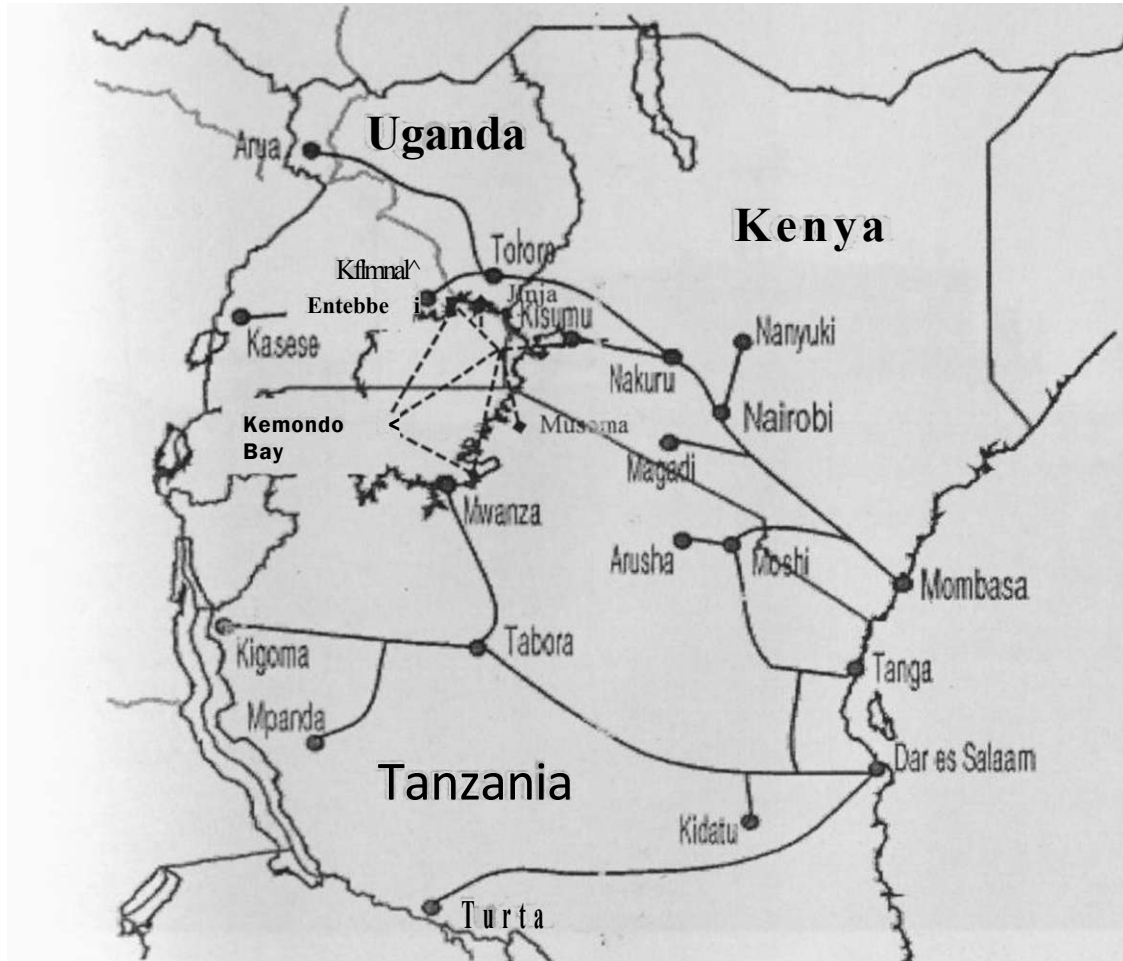 Uganda
Arua
Kenya
Tororo
Kflmnal^
Jinja
Entebbe
Kisumu
Kasese
Nanyuki
Nakuru
Nairobi
Kemondo
Bay
Musoma
Magadi
Mwanza
Arusha
Moshi
Mombasa
Kigoma
Tabora
Tanga
Mpanda
Tanzania
Dar es Salaam
Kidatu
Turta